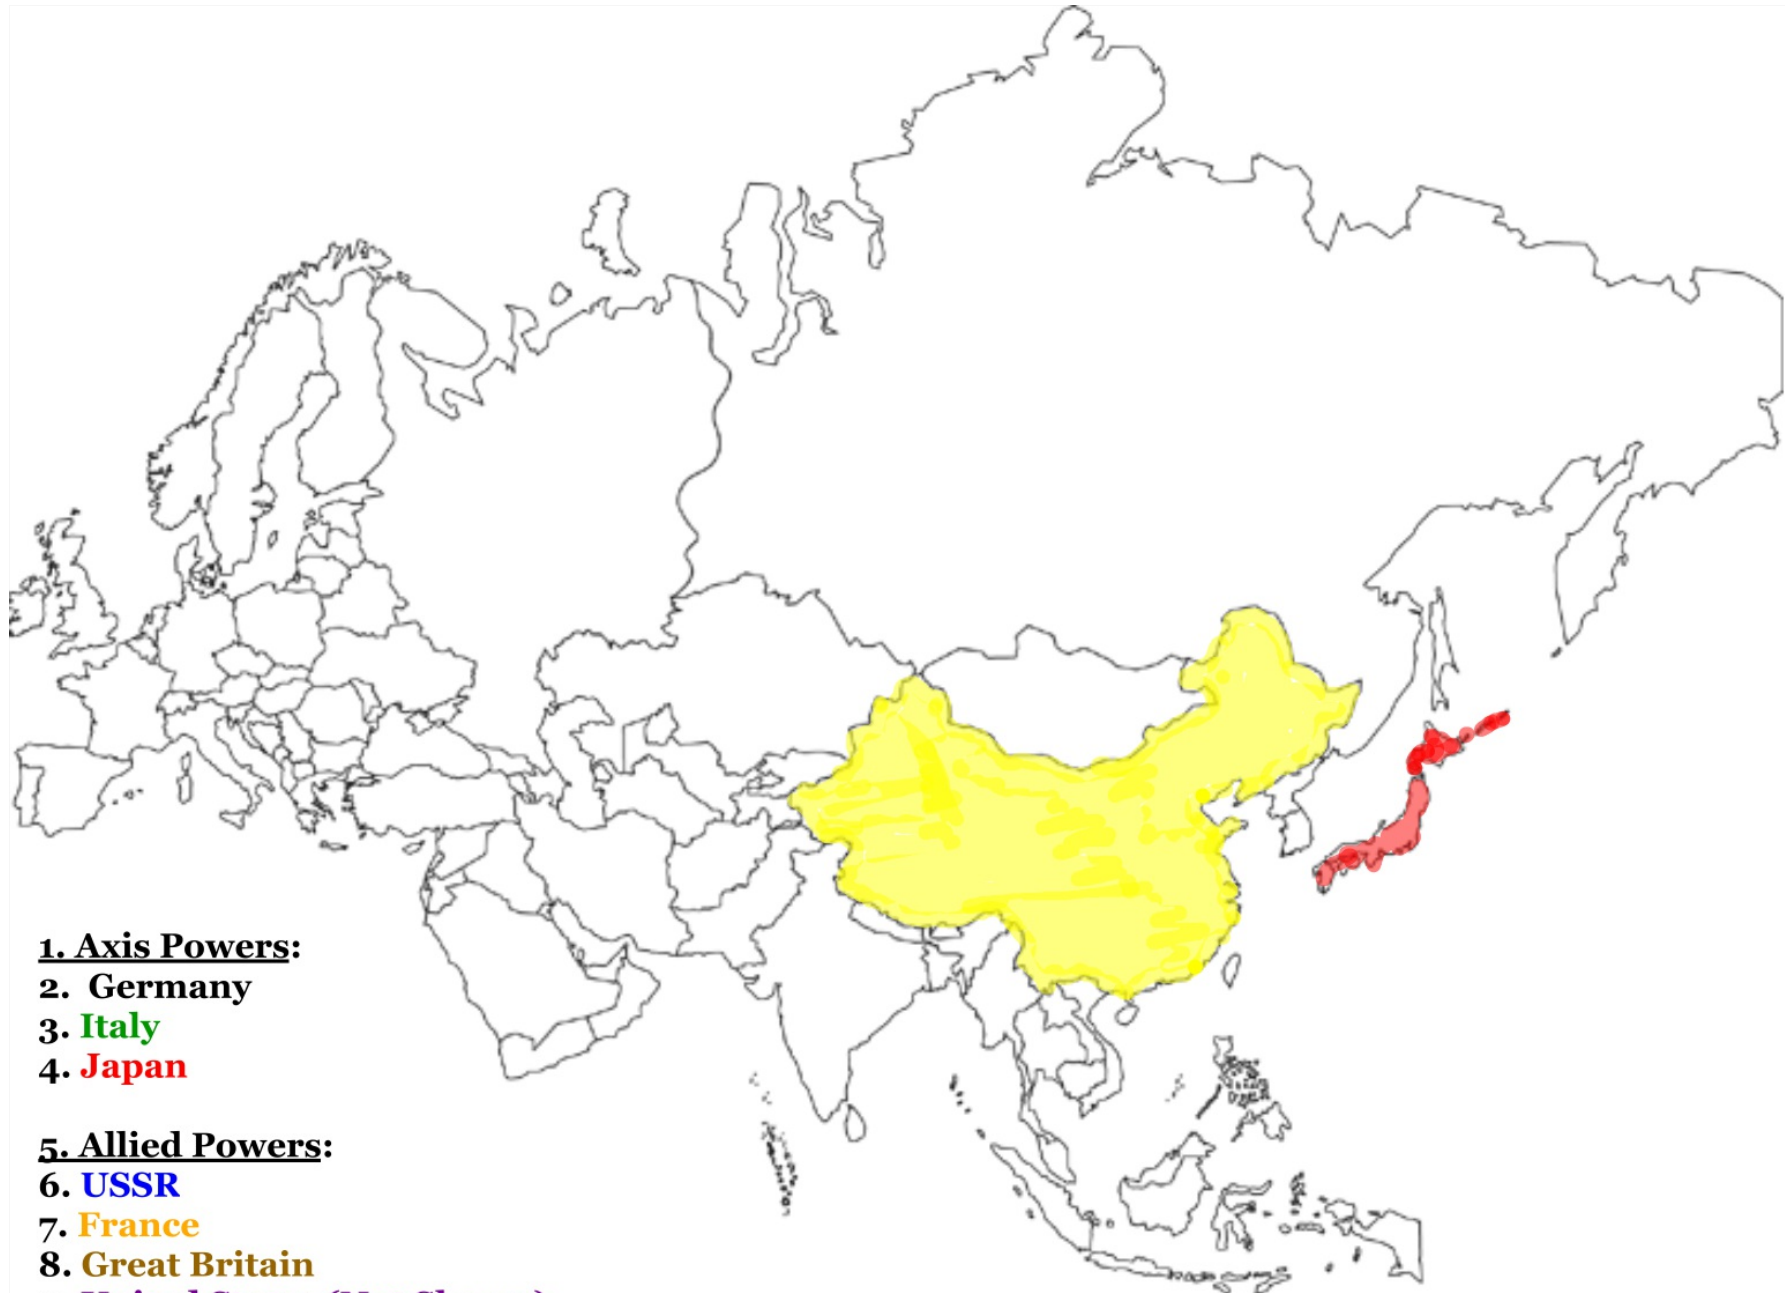 1. Axis Powers:
2. Germany
3. Italy
4. Japan
5. Allied Powers:
6. USSR
7. France
8. Great Britain